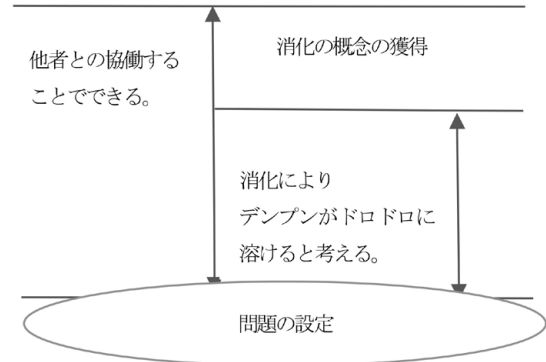 消化の概念の獲得
他者との協働する
ことでできる。
消化により
デンプンがドロドロに
溶けると考える。
問題の設定